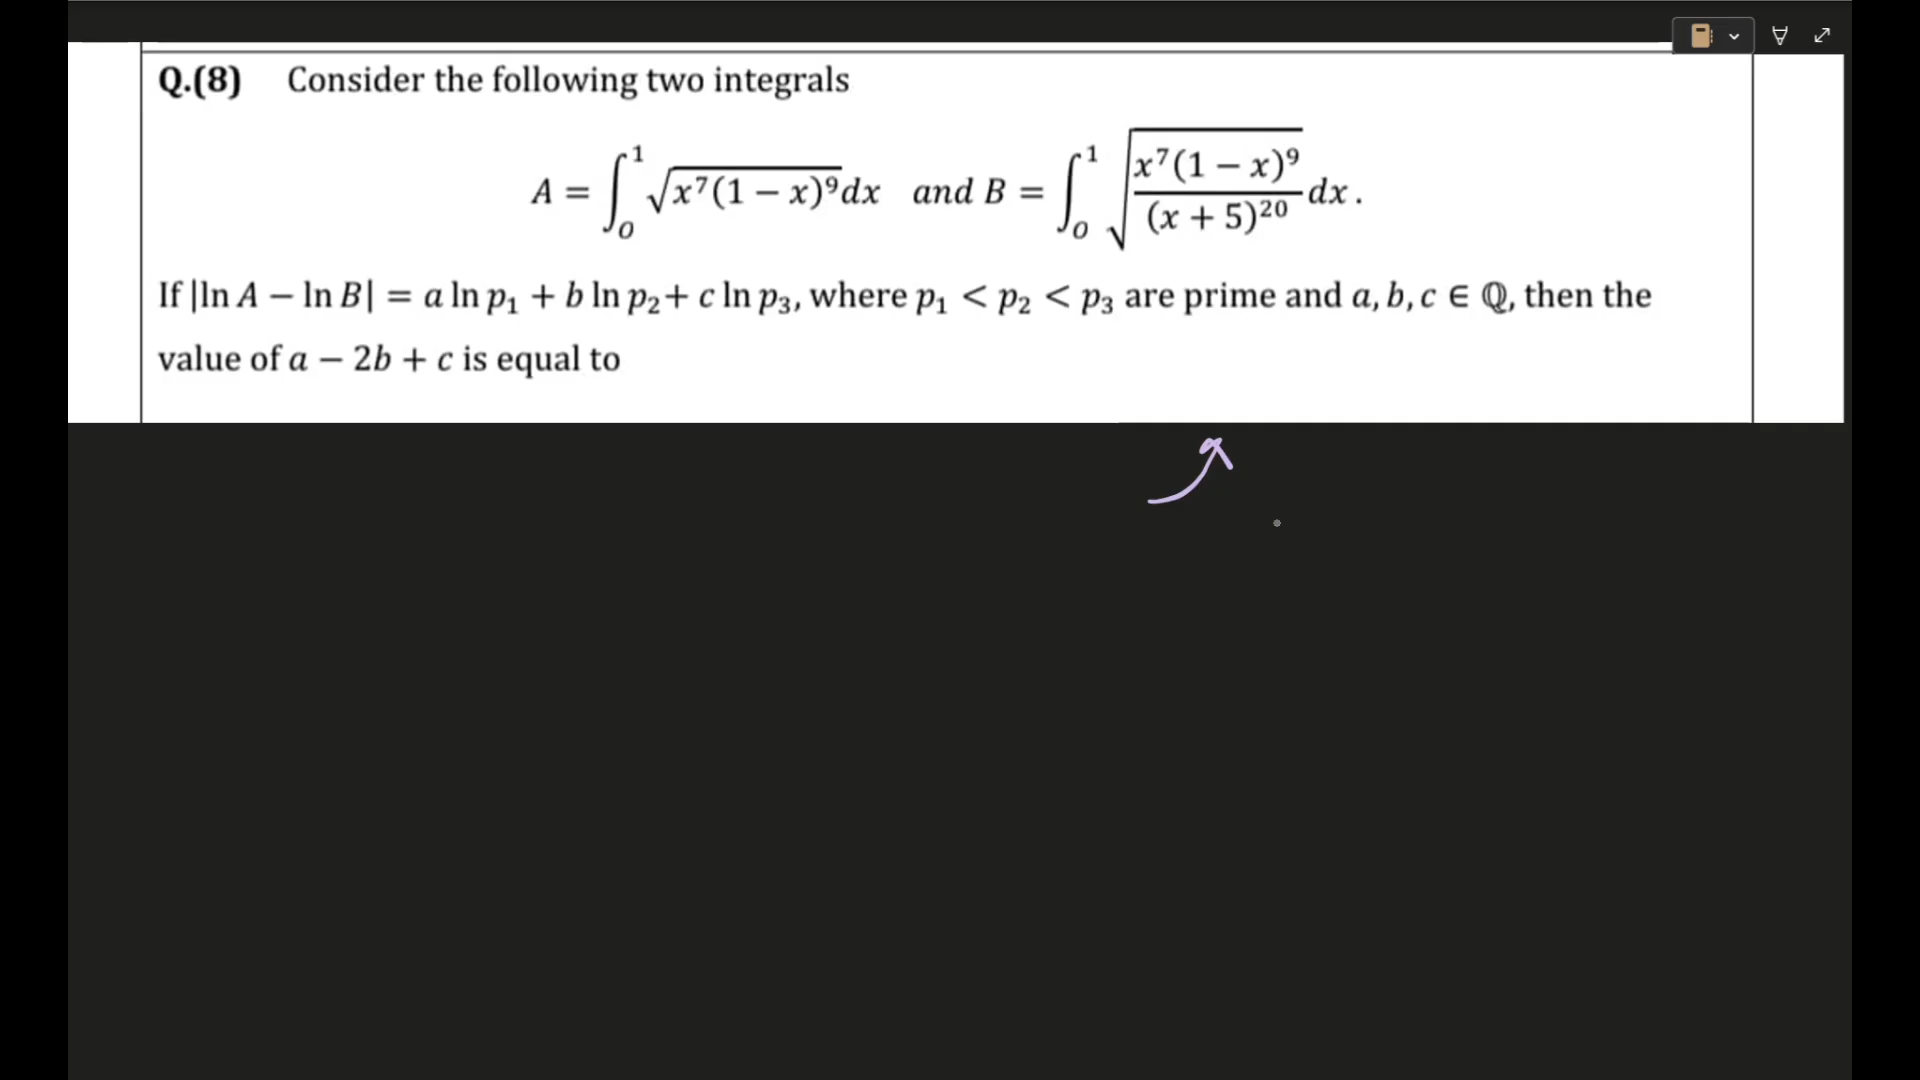 Q.(8) Consider the following two integrals
A = ∫₀¹ √(x⁷(1 − x)⁹) dx and B = ∫₀¹ √(x⁷(1 − x)⁹ / (x + 5)²⁰) dx .
If |ln A − ln B| = a ln p₁ + b ln p₂ + c ln p₃, where p₁ < p₂ < p₃ are prime and a, b, c ∈ ℚ, then the
value of a − 2b + c is equal to